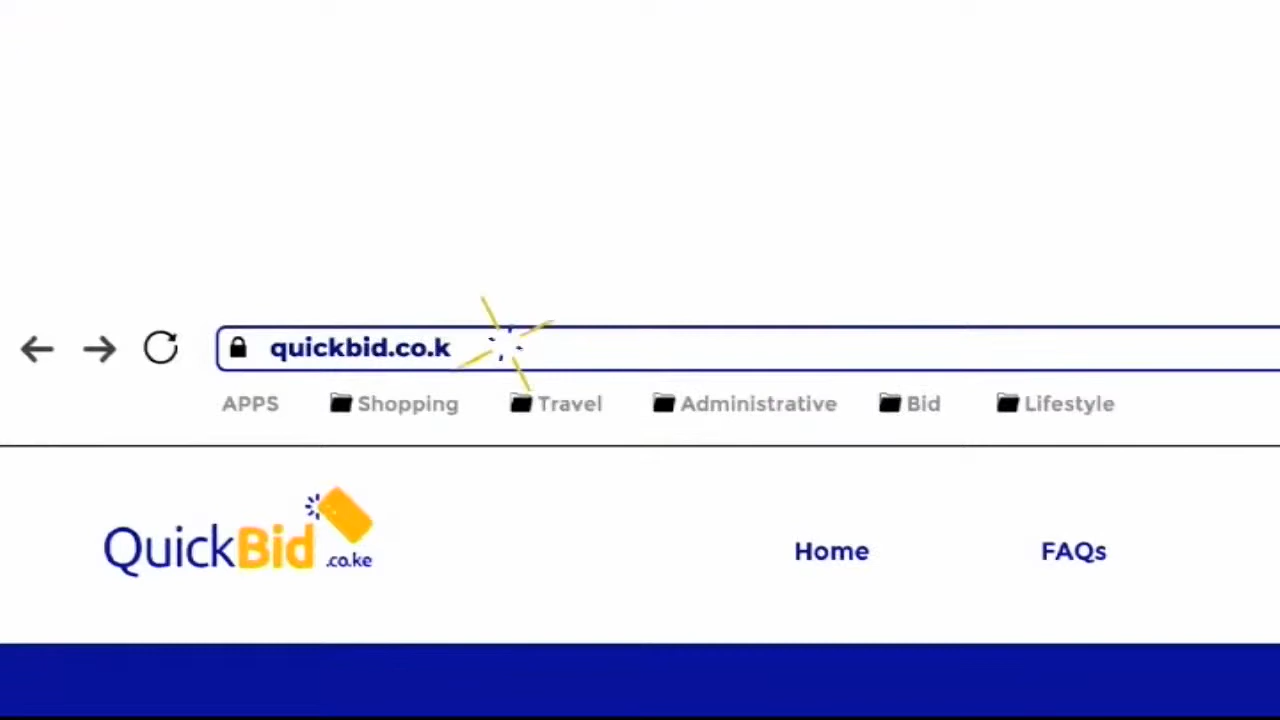 quickbid.co.k
APPS Shopping Travel Administrative Bid Lifestyle
QuickBid .co.ke Home FAQs